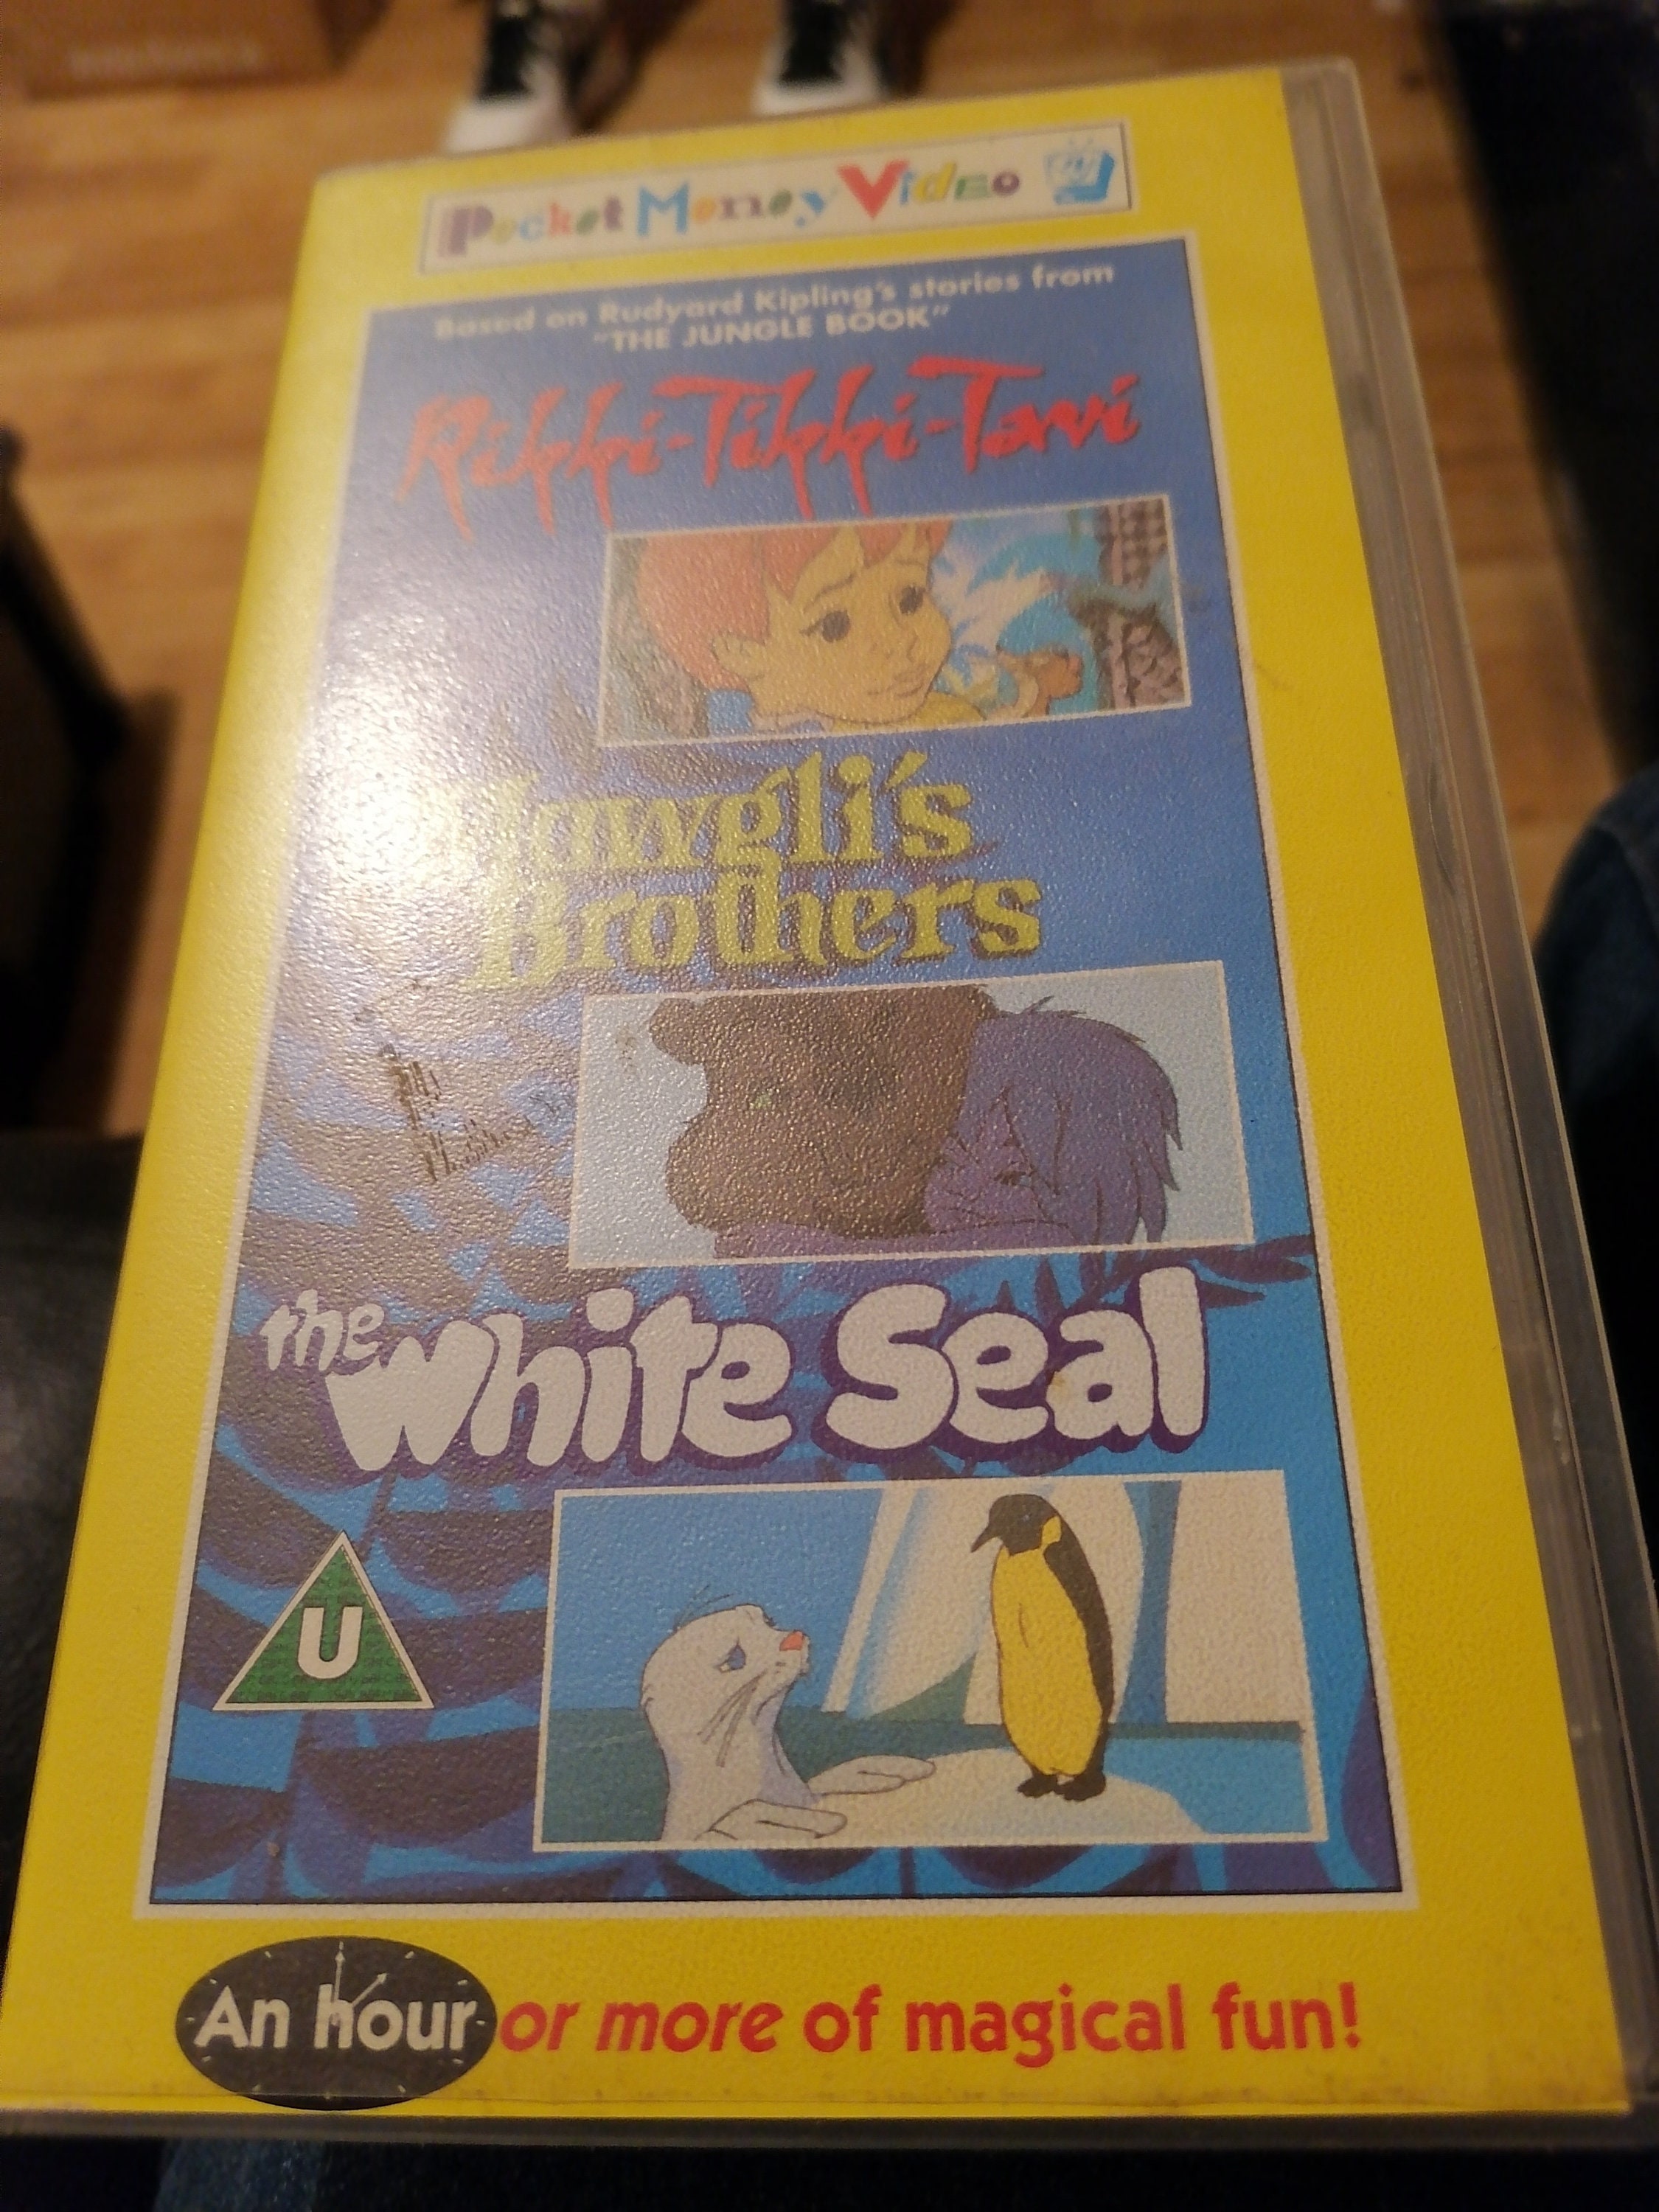 Pocket Money Video
Based on Rudyard Kipling's stories from
"THE JUNGLE BOOK"
Rikki-Tikki-Tavi
Mowgli's
Brothers
the White Seal
U
An hour or more of magical fun!